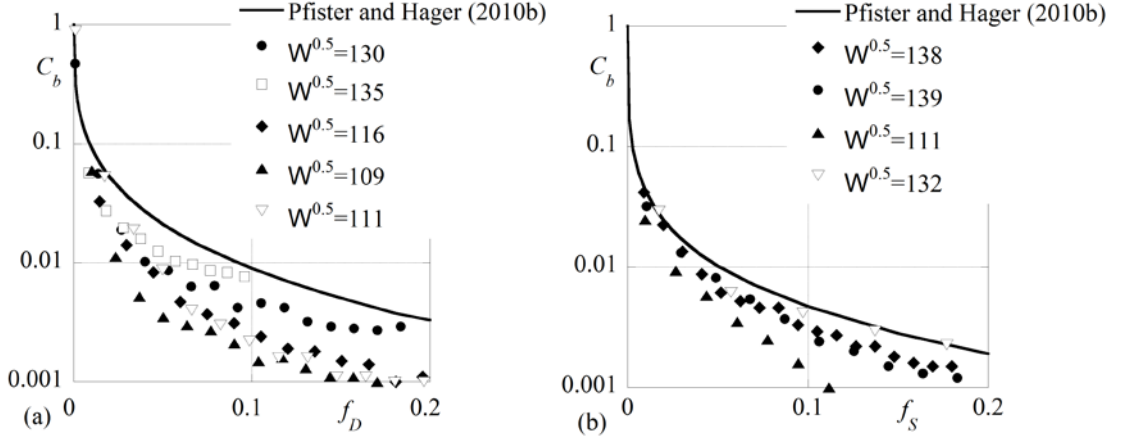 Pfister and Hager (2010b)
W^0.5=130
W^0.5=135
W^0.5=116
W^0.5=109
W^0.5=111
1
C_b
0.1
0.01
0.001
0
0.1
f_D
0.2
(a)
Pfister and Hager (2010b)
W^0.5=138
W^0.5=139
W^0.5=111
W^0.5=132
1
C_b
0.1
0.01
0.001
0
0.1
f_S
0.2
(b)